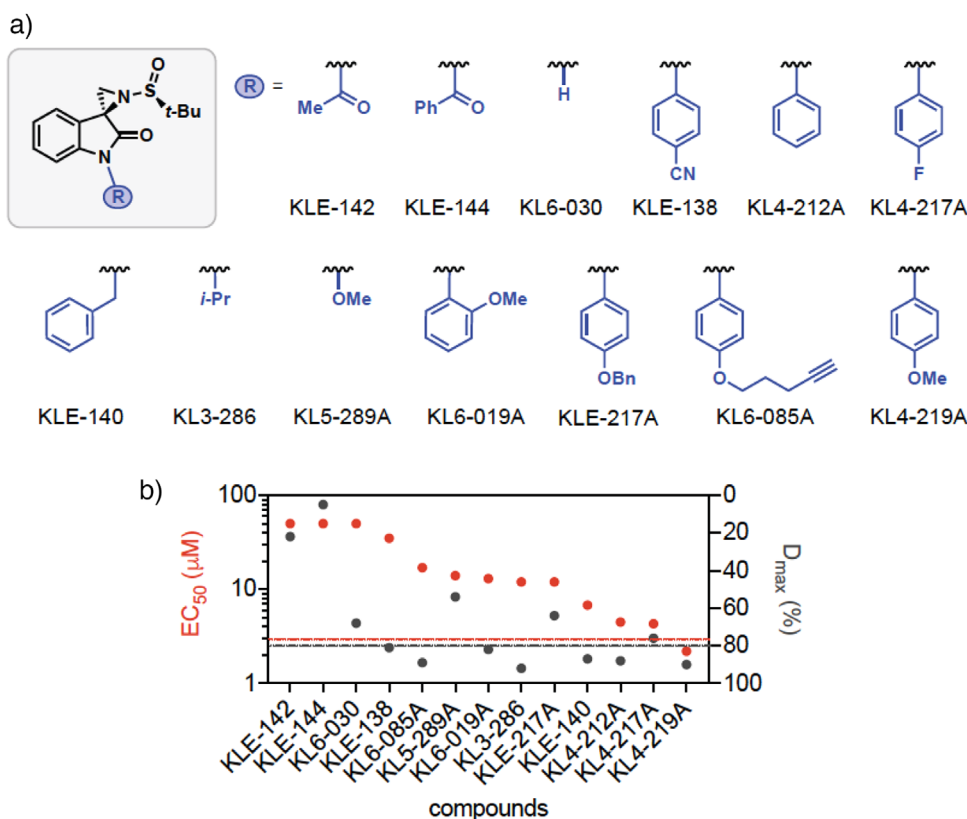 a)
O
N S
t-Bu
O
N
R
R =
Me O
Ph O
H
CN
F
KLE-142 KLE-144 KL6-030 KLE-138 KL4-212A KL4-217A
i-Pr
OMe
OMe
OBn
O
OMe
KLE-140 KL3-286 KL5-289A KL6-019A KLE-217A KL6-085A KL4-219A
b)
100 0
20
40
10
60
80
1 100
EC50 (μM)
Dmax (%)
KLE-142
KLE-144
KL6-030
KLE-138
KL6-085A
KL5-289A
KL6-019A
KL3-286
KLE-217A
KLE-140
KL4-212A
KL4-217A
KL4-219A
compounds